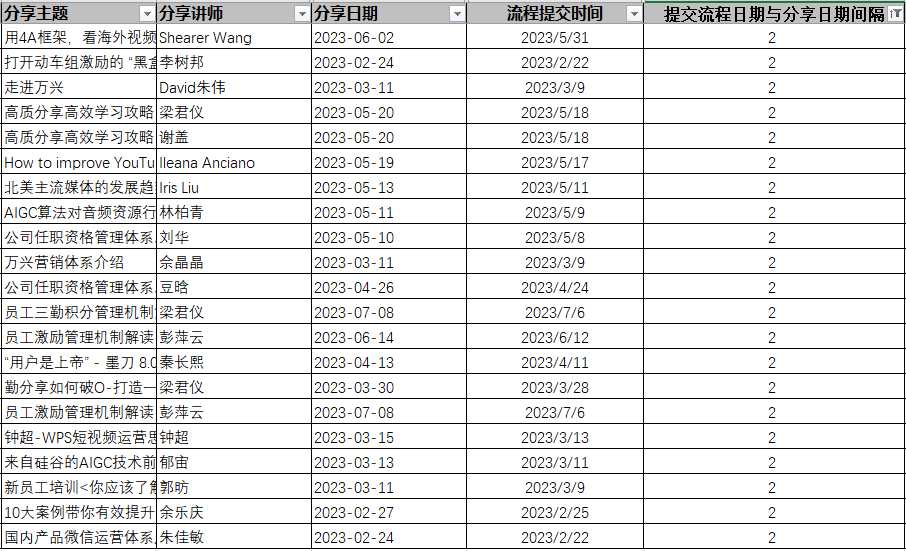 分享主题 分享讲师 分享日期 流程提交时间 提交流程日期与分享日期间隔
用4A框架，看海外视频 Shearer Wang 2023-06-02 2023/5/31 2
打开动车组激励的 “黑盒 李树邦 2023-02-24 2023/2/22 2
走进万兴 David朱伟 2023-03-11 2023/3/9 2
高质分享高效学习攻略 梁君仪 2023-05-20 2023/5/18 2
高质分享高效学习攻略 谢盖 2023-05-20 2023/5/18 2
How to improve YouTu Ileana Anciano 2023-05-19 2023/5/17 2
北美主流媒体的发展趋 Iris Liu 2023-05-13 2023/5/11 2
AIGC算法对音频资源行 林柏青 2023-05-11 2023/5/9 2
公司任职资格管理体系 刘华 2023-05-10 2023/5/8 2
万兴营销体系介绍 佘晶晶 2023-03-11 2023/3/9 2
公司任职资格管理体系 豆晗 2023-04-26 2023/4/24 2
员工三勤积分管理机制 梁君仪 2023-07-08 2023/7/6 2
员工激励管理机制解读 彭萍云 2023-06-14 2023/6/12 2
“用户是上帝” - 墨刀 8.0 秦长熙 2023-04-13 2023/4/11 2
勤分享如何破O-打造一 梁君仪 2023-03-30 2023/3/28 2
员工激励管理机制解读 彭萍云 2023-07-08 2023/7/6 2
钟超-WPS短视频运营思 钟超 2023-03-15 2023/3/13 2
来自硅谷的AIGC技术前 郁宙 2023-03-13 2023/3/11 2
新员工培训<你应该了解 郭昉 2023-03-11 2023/3/9 2
10大案例带你有效提升 余乐庆 2023-02-27 2023/2/25 2
国内产品微信运营体系 朱佳敏 2023-02-24 2023/2/22 2